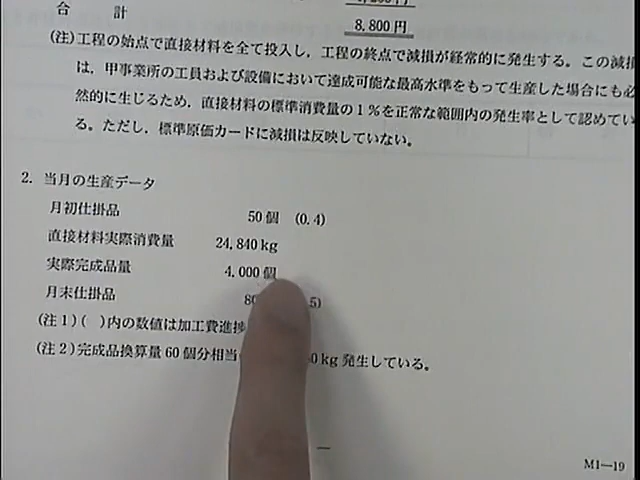 合 計
8,800円
(注)工程の始点で直接材料を全て投入し，工程の終点で減損が経常的に発生する。この減損
は，甲事業所の工員および設備において達成可能な最高水準をもって生産した場合にも必
然的に生じるため，直接材料の標準消費量の1%を正常な範囲内の発生率として認めてい
る。ただし，標準原価カードに減損は反映していない。
2. 当月の生産データ
月初仕掛品 50個 (0.4)
直接材料実際消費量 24,840kg
実際完成品量 4,000個
月末仕掛品 5)
(注1)( )内の数値は加工費進捗
(注2)完成品換算量60個分相当 0kg発生している。
M1―19